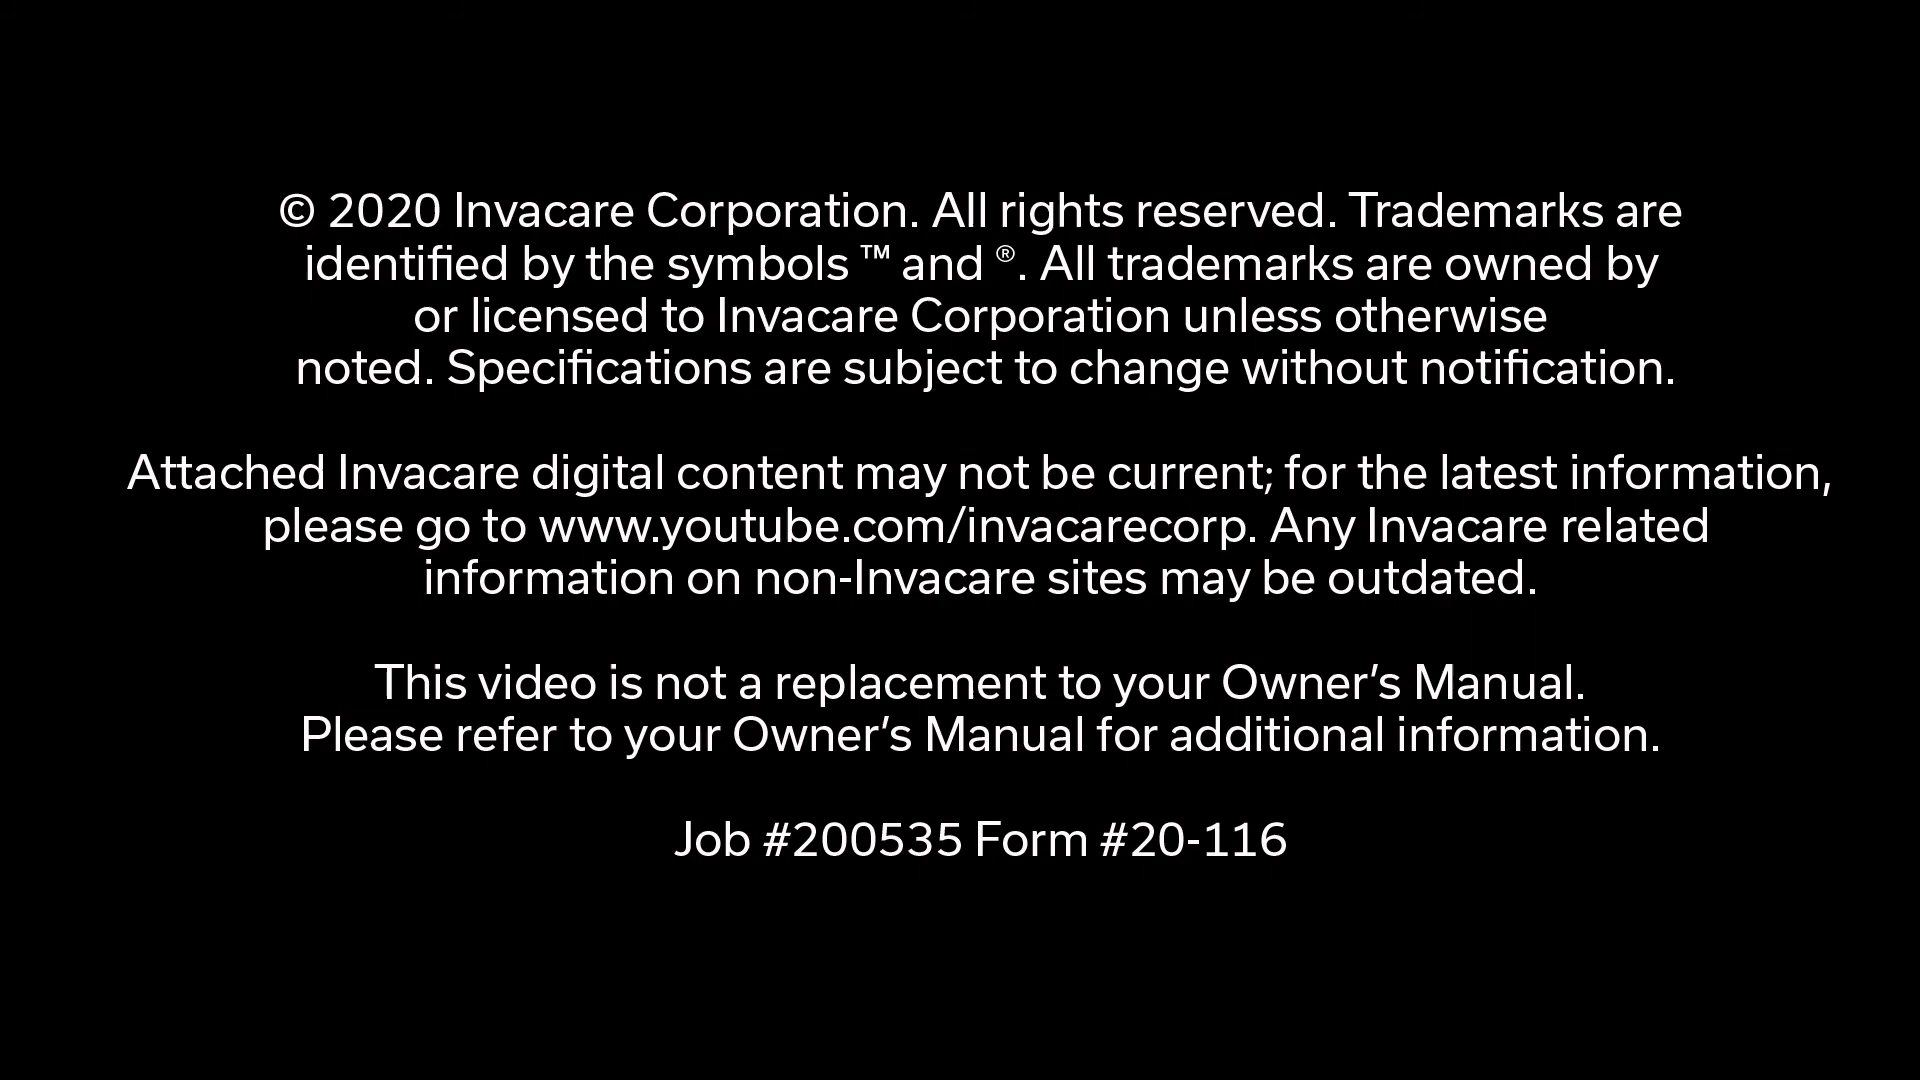 © 2020 Invacare Corporation. All rights reserved. Trademarks are
identified by the symbols ™ and ®. All trademarks are owned by
or licensed to Invacare Corporation unless otherwise
noted. Specifications are subject to change without notification.
Attached Invacare digital content may not be current; for the latest information,
please go to www.youtube.com/invacarecorp. Any Invacare related
information on non-Invacare sites may be outdated.
This video is not a replacement to your Owner’s Manual.
Please refer to your Owner’s Manual for additional information.
Job #200535 Form #20-116